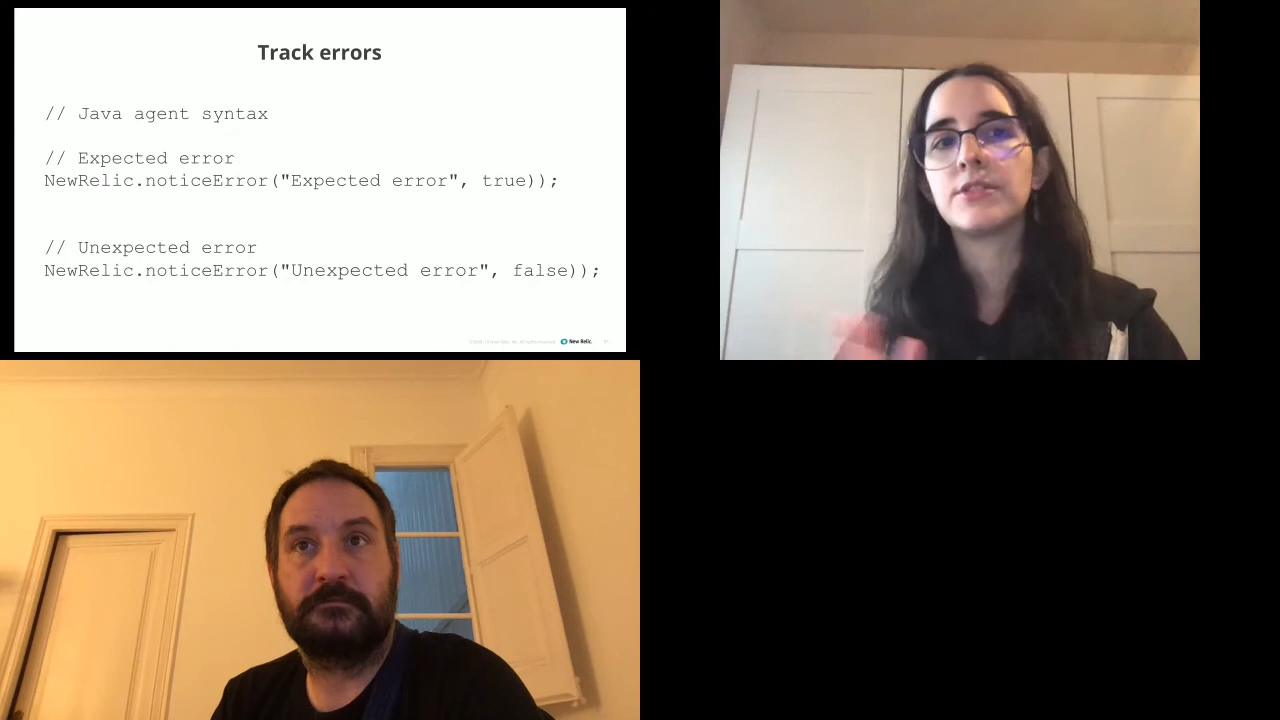 Track errors
// Java agent syntax
// Expected error
NewRelic.noticeError("Expected error", true));
// Unexpected error
NewRelic.noticeError("Unexpected error", false));
New Relic.